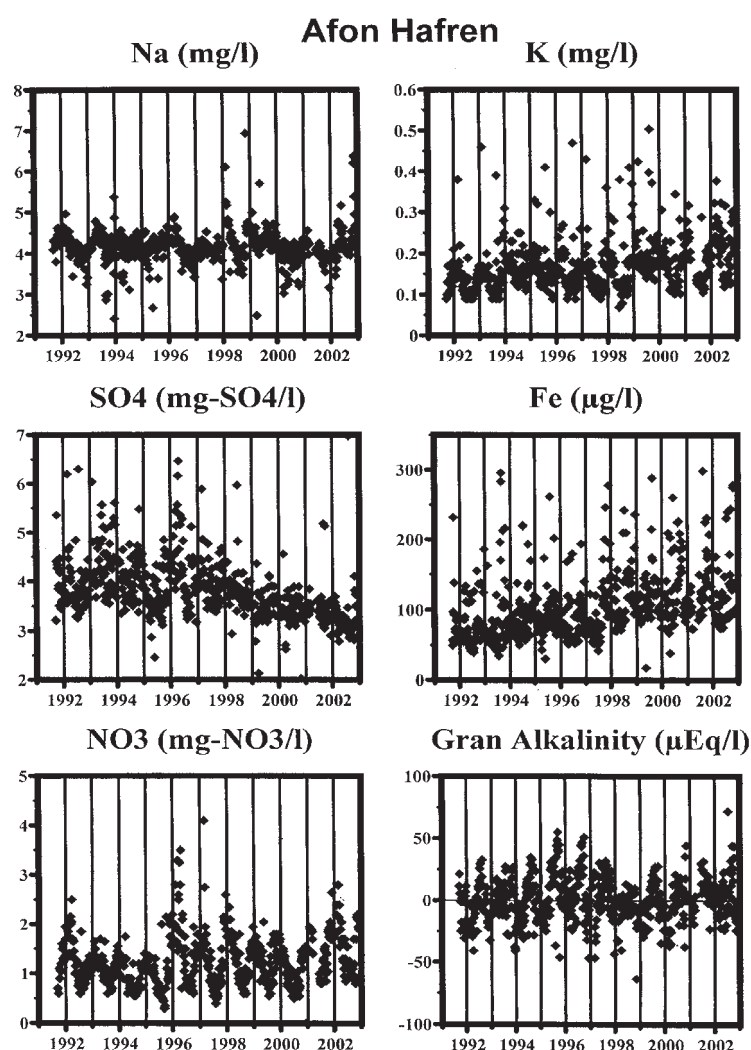 Afon Hafren
Na (mg/l)
K (mg/l)
8
7
6
5
4
3
2
1992 1994 1996 1998 2000 2002
0.6
0.5
0.4
0.3
0.2
0.1
0
1992 1994 1996 1998 2000 2002
SO4 (mg-SO4/l)
Fe (µg/l)
7
6
5
4
3
2
1992 1994 1996 1998 2000 2002
300
200
100
0
1992 1994 1996 1998 2000 2002
NO3 (mg-NO3/l)
Gran Alkalinity (µEq/l)
5
4
3
2
1
0
1992 1994 1996 1998 2000 2002
100
50
0
-50
-100
1992 1994 1996 1998 2000 2002